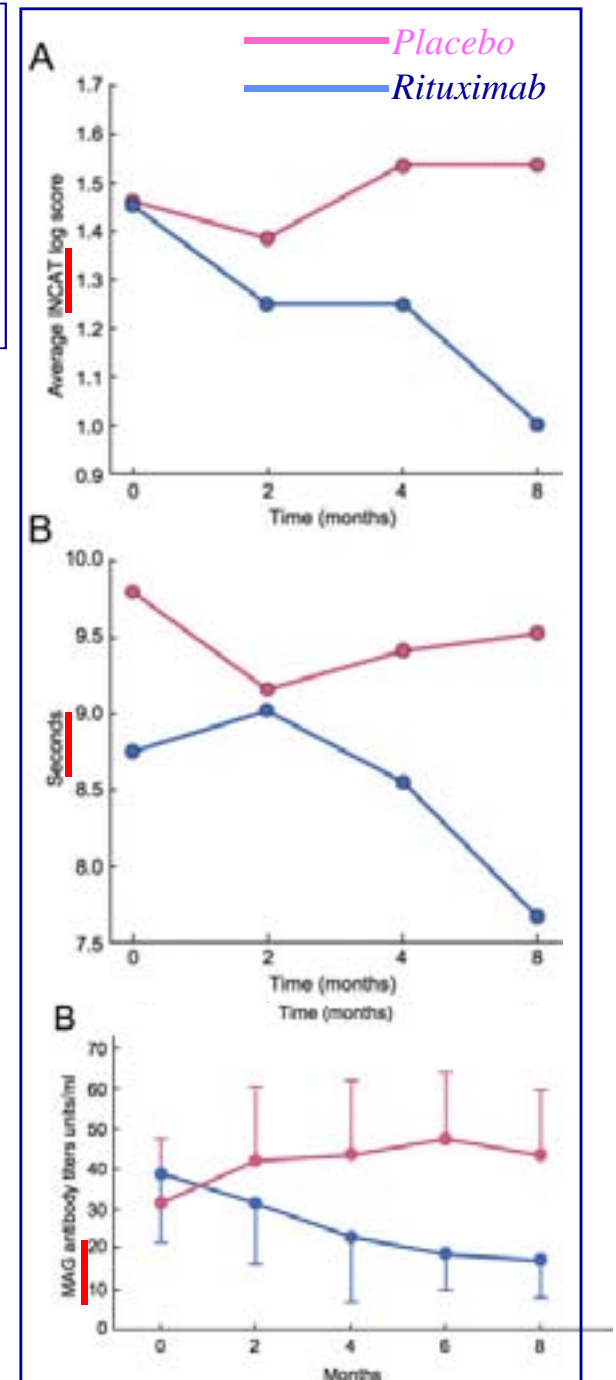 A
Placebo
Rituximab
1.7
1.6
1.5
1.4
1.3
1.2
1.1
1.0
0.9
Average INCAT log score
0 2 4 8
Time (months)
B
10.0
9.5
9.0
8.5
8.0
7.5
Seconds
0 2 4 8
Time (months)
Time (months)
B
70
60
50
40
30
20
10
0
MAG antibody titers units/ml
0 2 4 6 8
Months